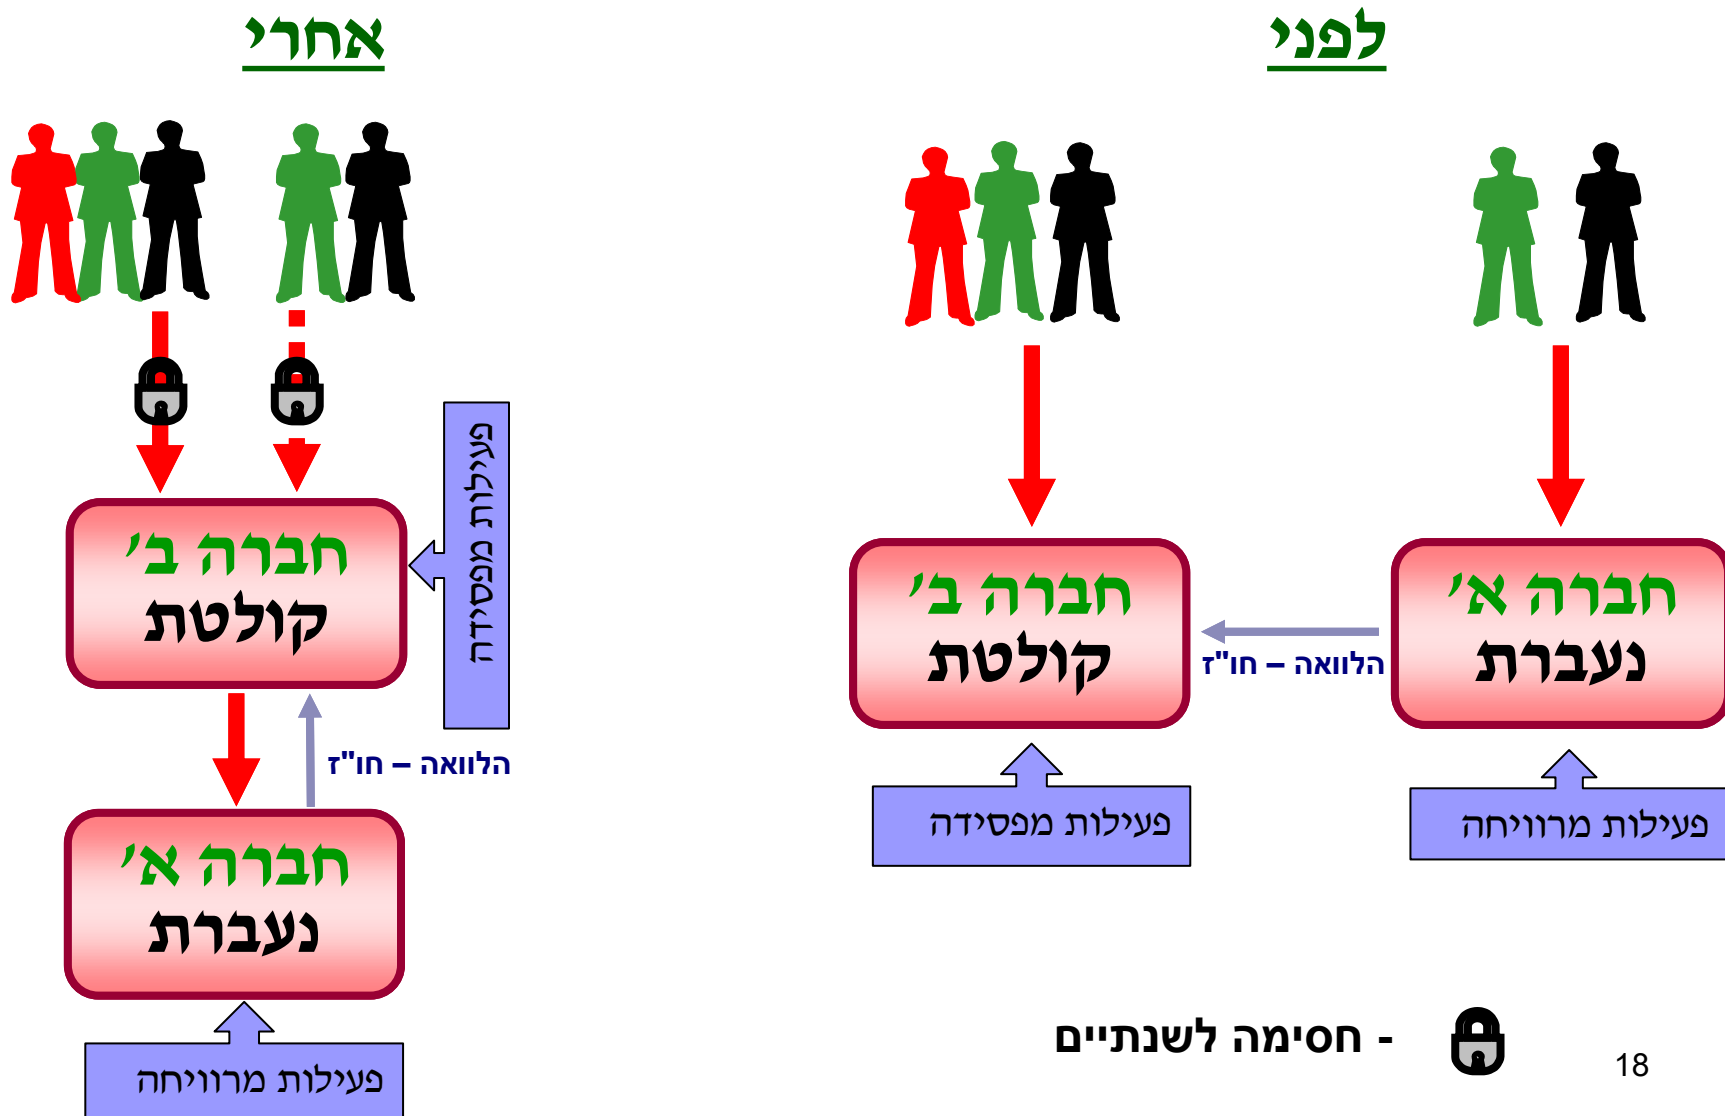 לפני
חברה א'
נעברת
הלוואה – חו"ז
חברה ב'
קולטת
פעילות מרוויחה
פעילות מפסידה
אחרי
פעילות מפסידה
חברה ב'
קולטת
הלוואה – חו"ז
חברה א'
נעברת
פעילות מרוויחה
- חסימה לשנתיים
18